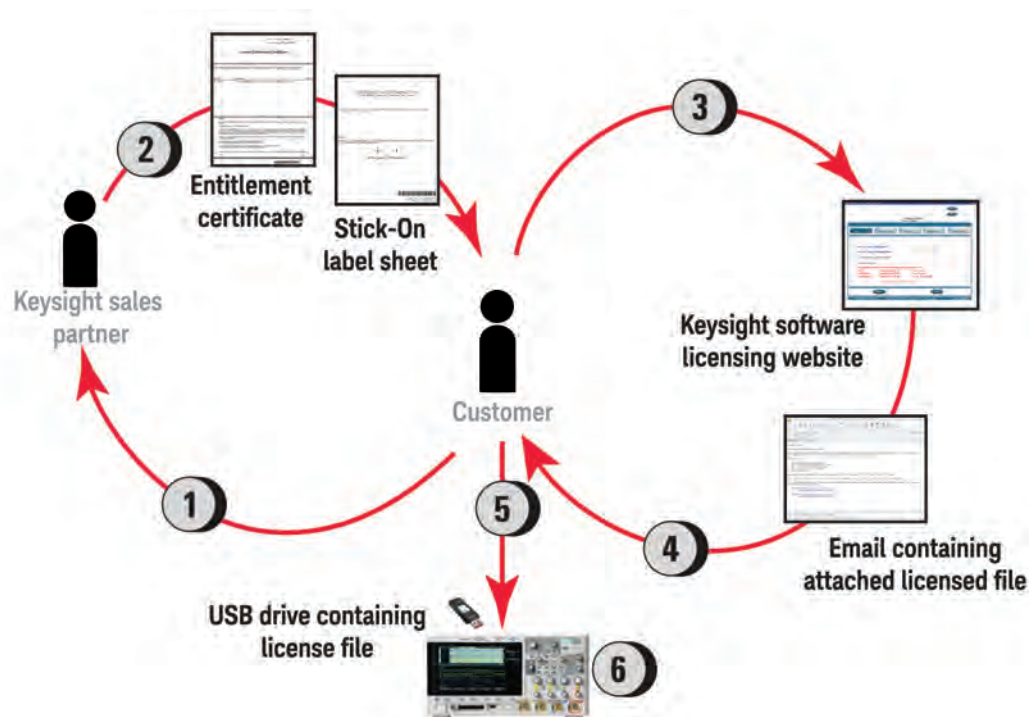 3
2
Entitlement
certificate
Stick-On
label sheet
Keysight sales
partner
Keysight software
licensing website
Customer
1
5
4
Email containing
attached licensed file
USB drive containing
license file
6